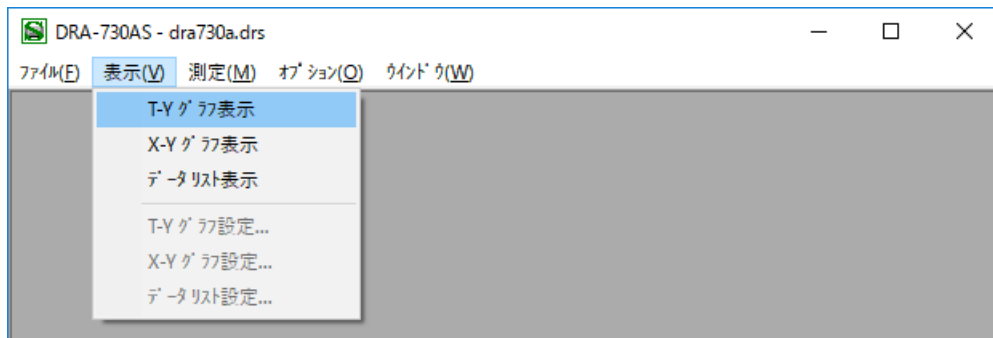 DRA-730AS - dra730a.drs
ﾌｧｲﾙ(F) 表示(V) 測定(M) ｵﾌﾟｼｮﾝ(O) ｳｲﾝﾄﾞｳ(W)
T-Y ｸﾞﾗﾌ表示
X-Y ｸﾞﾗﾌ表示
ﾃﾞｰﾀ ﾘｽﾄ表示
T-Y ｸﾞﾗﾌ設定...
X-Y ｸﾞﾗﾌ設定...
ﾃﾞｰﾀ ﾘｽﾄ設定...